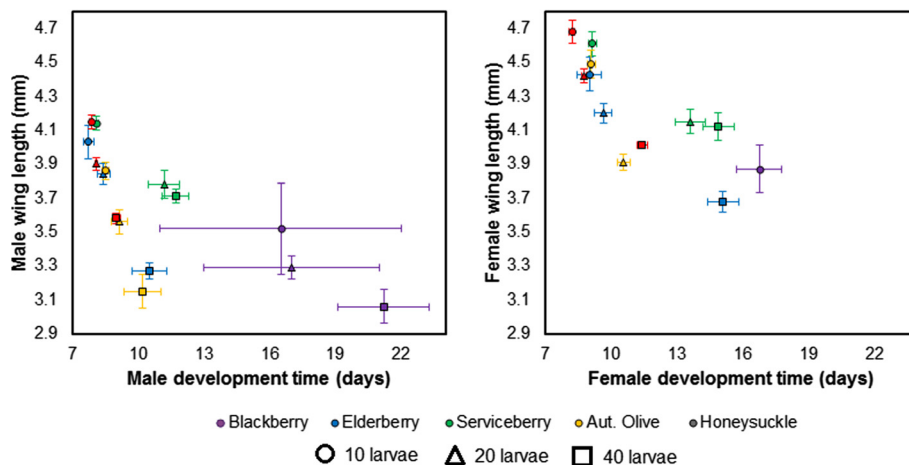 4.7
4.5
4.3
4.1
3.9
3.7
3.5
3.3
3.1
2.9
Male wing length (mm)
7 10 13 16 19 22
Male development time (days)
4.7
4.5
4.3
4.1
3.9
3.7
3.5
3.3
3.1
2.9
Female wing length (mm)
7 10 13 16 19 22
Female development time (days)
Blackberry Elderberry Serviceberry Aut. Olive Honeysuckle
10 larvae 20 larvae 40 larvae